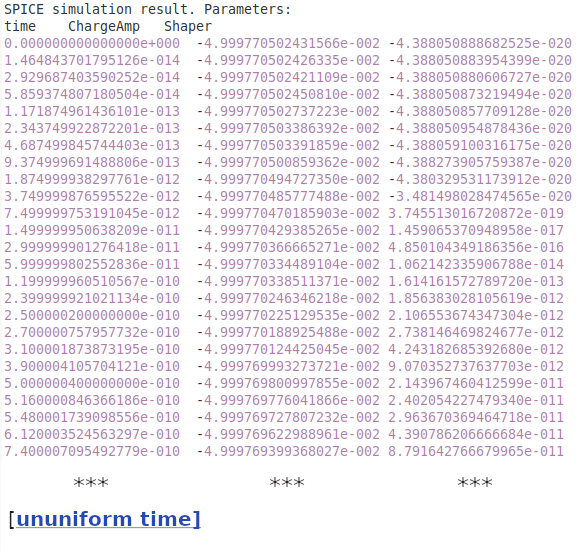 SPICE simulation result. Parameters:
time    ChargeAmp   Shaper
0.000000000000000e+000  -4.999770502431566e-002 -4.388050888682525e-020
1.464843701795126e-014  -4.999770502426335e-002 -4.388050883954399e-020
2.929687403590252e-014  -4.999770502421109e-002 -4.388050880606727e-020
5.859374807180504e-014  -4.999770502450810e-002 -4.388050873219494e-020
1.171874961436101e-013  -4.999770502737223e-002 -4.388050857709128e-020
2.343749922872201e-013  -4.999770503386392e-002 -4.388050954878436e-020
4.687499845744403e-013  -4.999770503391859e-002 -4.388059100316175e-020
9.374999691488806e-013  -4.999770500859362e-002 -4.388273905759387e-020
1.874999938297761e-012  -4.999770494727350e-002 -4.380329531173912e-020
3.749999876595522e-012  -4.999770485777488e-002 -3.481498028474565e-020
7.499999753191045e-012  -4.999770470185903e-002 3.745513016720872e-019
1.499999950638209e-011  -4.999770429385265e-002 1.459065370948958e-017
2.999999901276418e-011  -4.999770366665271e-002 4.850104349186356e-016
5.999999802552836e-011  -4.999770334489104e-002 1.062142335906788e-014
1.199999960510567e-010  -4.999770338511371e-002 1.614161572789720e-013
2.399999921021134e-010  -4.999770246346218e-002 1.856383028105619e-012
2.500000200000000e-010  -4.999770225129535e-002 2.106553674347304e-012
2.700000757957732e-010  -4.999770188925488e-002 2.738146469824677e-012
3.100001873873195e-010  -4.999770124425045e-002 4.243182685392680e-012
3.900004105704121e-010  -4.999769993273721e-002 9.070352737637703e-012
5.000000400000000e-010  -4.999769800997855e-002 2.143967460412599e-011
5.160000846366186e-010  -4.999769776041866e-002 2.402054227479340e-011
5.480001739098556e-010  -4.999769727807232e-002 2.963670369464718e-011
6.120003524563297e-010  -4.999769622988961e-002 4.390786206666684e-011
7.400007095492779e-010  -4.999769399368027e-002 8.791642766679965e-011
*** *** ***
[ununiform time]